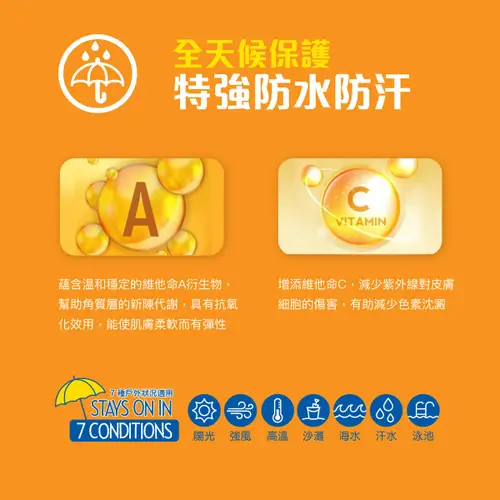 全天候保護
特強防水防汗
A
C
VITAMIN
蘊含溫和穩定的維他命A衍生物，
幫助角質層的新陳代謝，具有抗氧
化效用，能使肌膚柔軟而有彈性
增添維他命C，減少紫外線對皮膚
細胞的傷害，有助減少色素沈澱
7種戶外狀況適用
STAYS ON IN
7 CONDITIONS
陽光 強風 高溫 沙灘 海水 汗水 泳池